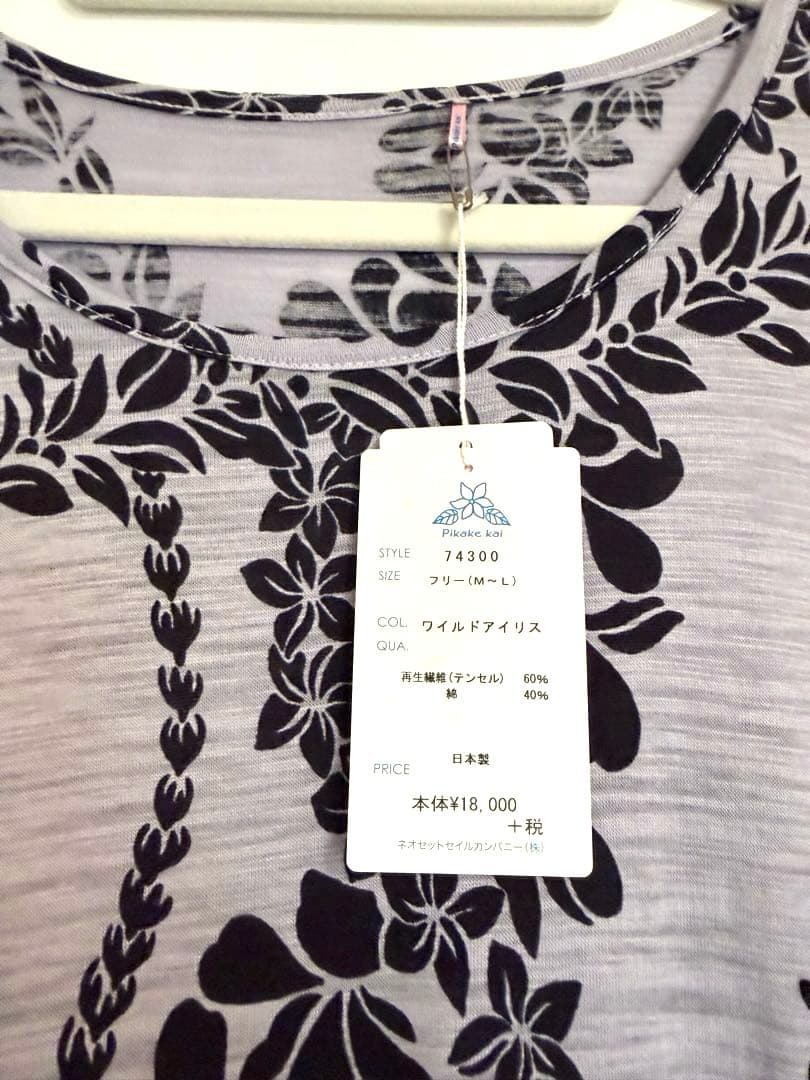 Pikake kai
STYLE 74300
SIZE フリー(M～L)
COL. ワイルドアイリス
QUA.
再生繊維(テンセル) 60%
綿 40%
日本製
PRICE
本体¥18,000
+税
ネオセットセイルカンパニー(株)